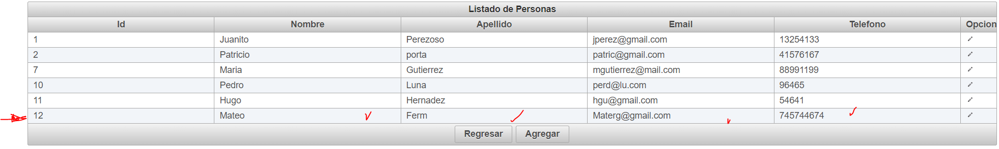 Listado de Personas
Id Nombre Apellido Email Telefono Opcion
1 Juanito Perezoso jperez@gmail.com 13254133
2 Patricio porta patric@gmail.com 41576167
7 Maria Gutierrez mgutierrez@mail.com 88991199
10 Pedro Luna perd@lu.com 96465
11 Hugo Hernadez hgu@gmail.com 54641
12 Mateo Ferm Materg@gmail.com 745744674
Regresar Agregar